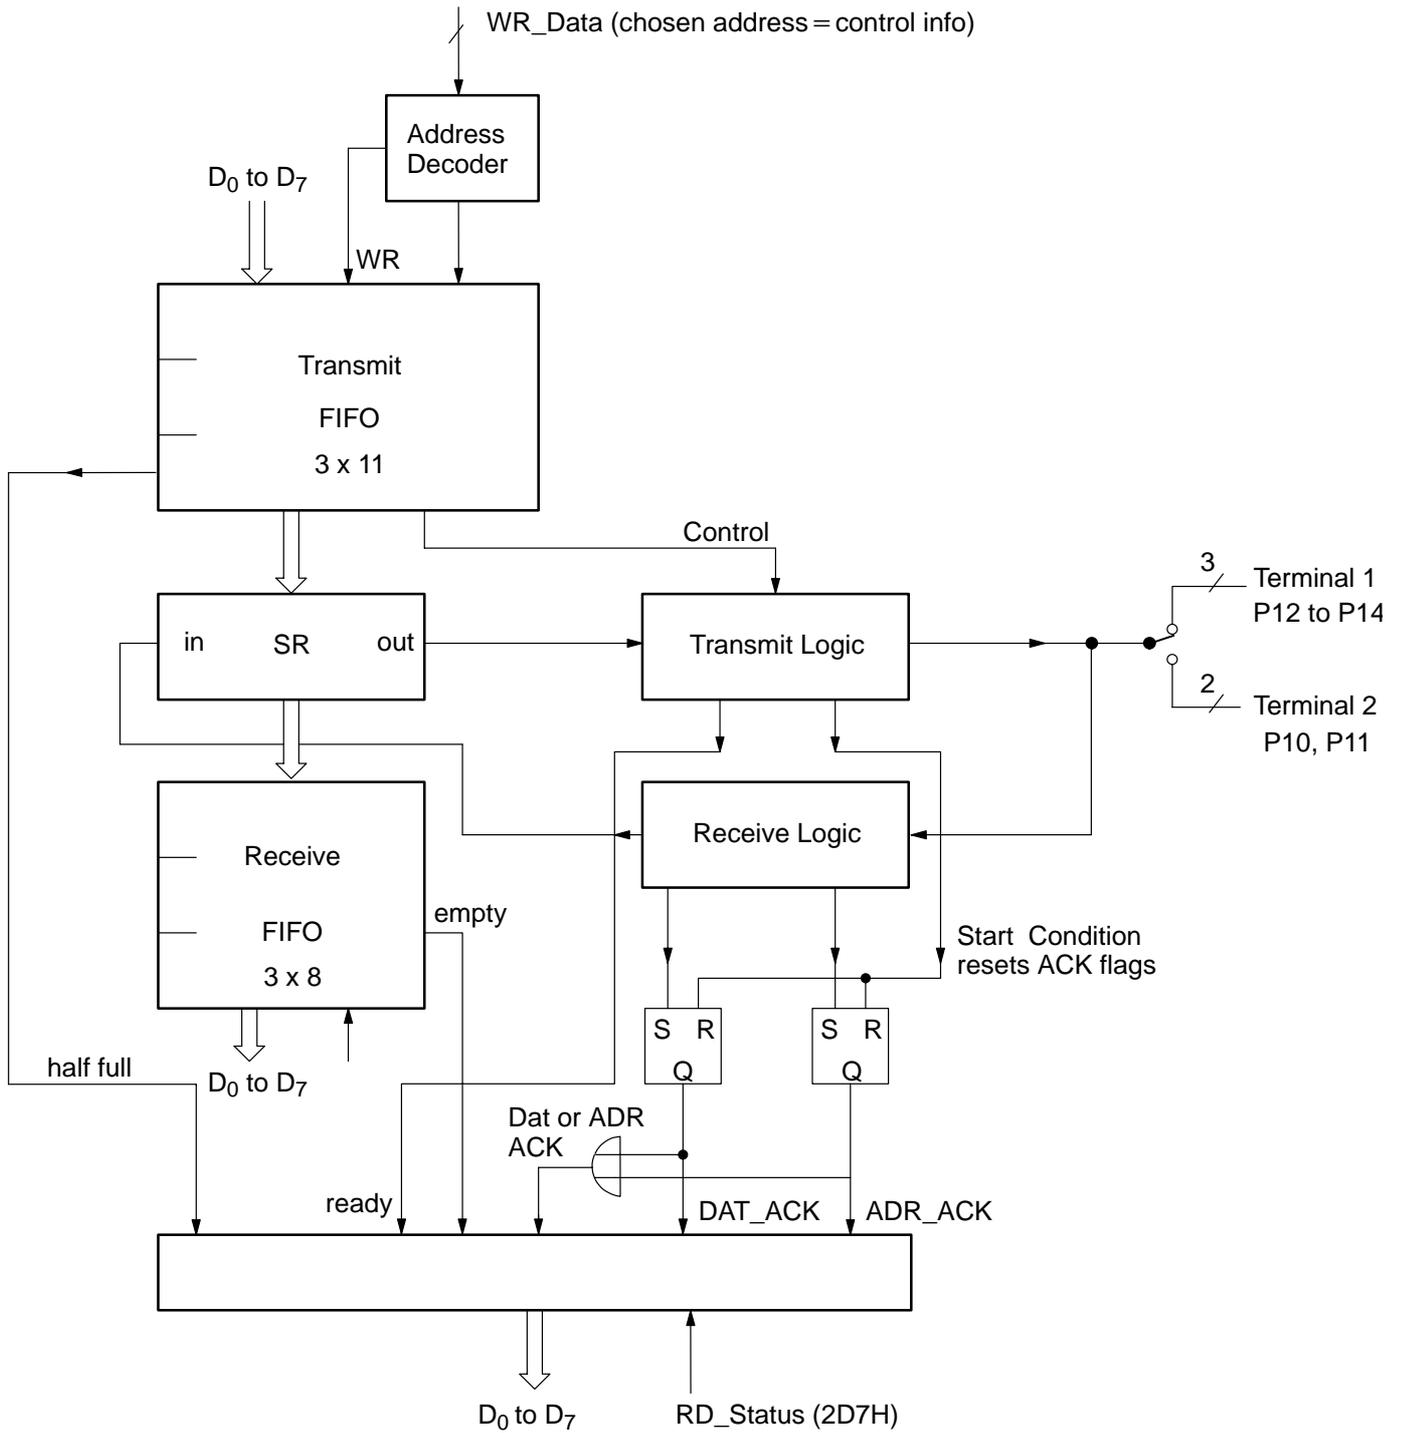 WR_Data (chosen address = control info)
Address
Decoder
D0 to D7
WR
Transmit
FIFO
3 x 11
Control
3
Terminal 1
P12 to P14
in
SR
out
Transmit Logic
2
Terminal 2
P10, P11
Receive Logic
Receive
empty
FIFO
3 x 8
Start Condition
resets ACK flags
S R
Q
S R
Q
half full
D0 to D7
Dat or ADR
ACK
ready
DAT_ACK
ADR_ACK
D0 to D7
RD_Status (2D7H)